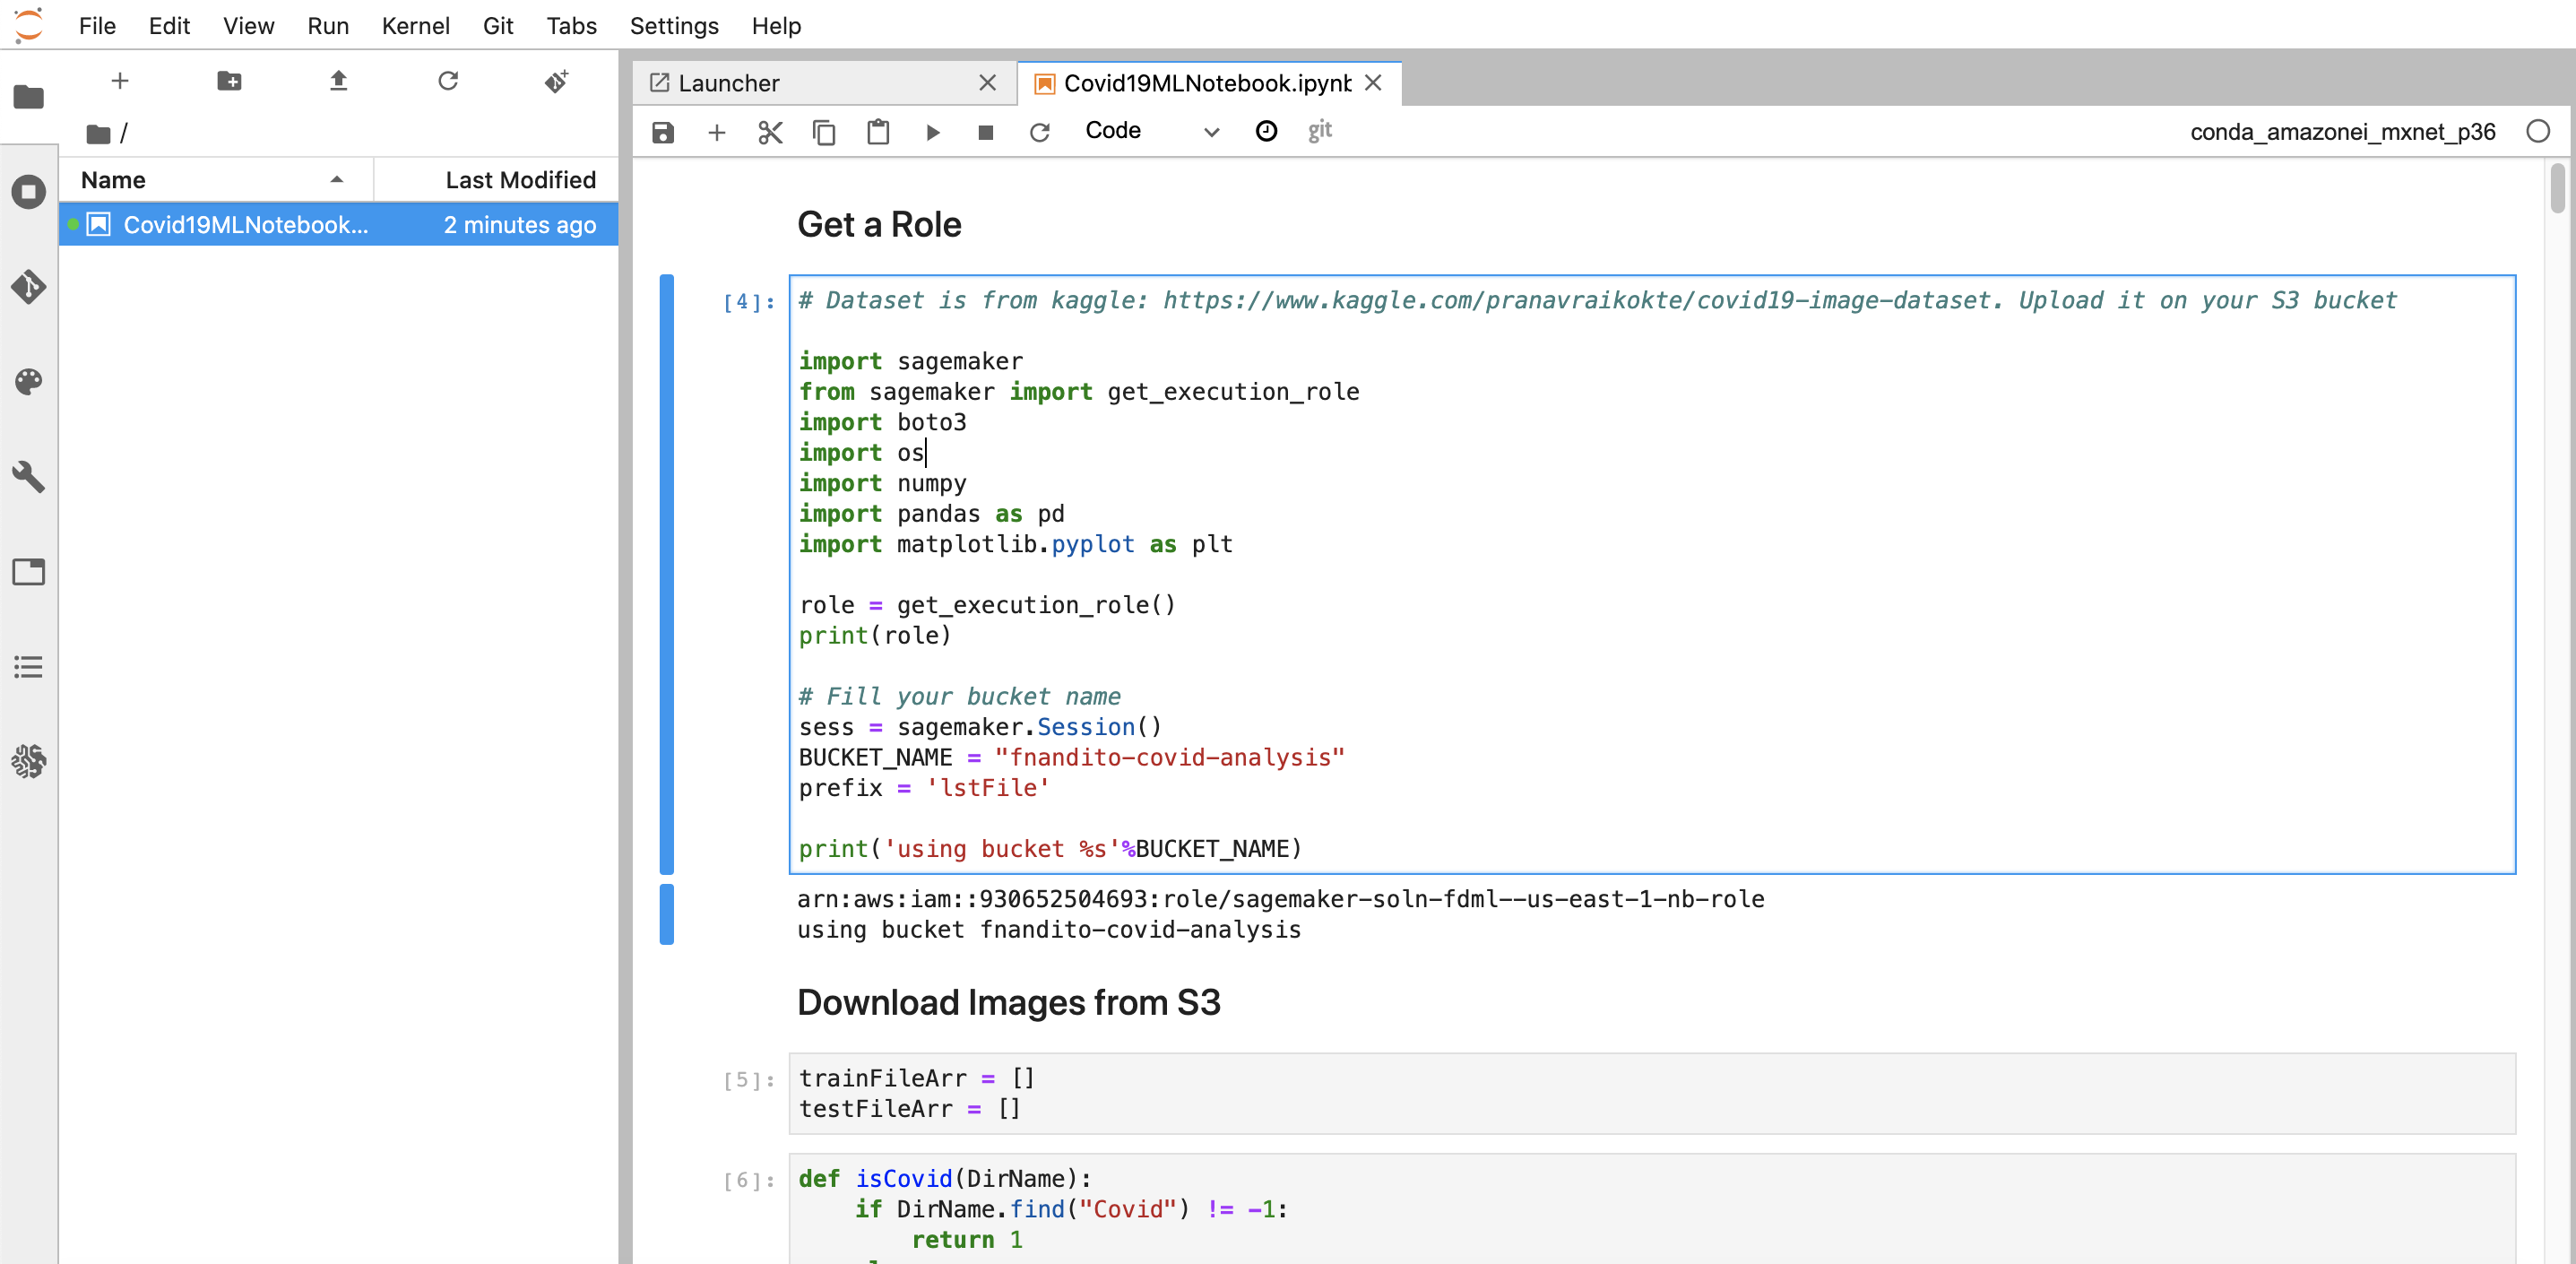 File Edit View Run Kernel Git Tabs Settings Help
/
Name Last Modified
Covid19MLNotebook... 2 minutes ago
Launcher
Covid19MLNotebook.ipynb
Code
git
conda_amazonei_mxnet_p36
Get a Role
[4]:
# Dataset is from kaggle: https://www.kaggle.com/pranavraikokte/covid19-image-dataset. Upload it on your S3 bucket
import sagemaker
from sagemaker import get_execution_role
import boto3
import os
import numpy
import pandas as pd
import matplotlib.pyplot as plt
role = get_execution_role()
print(role)
# Fill your bucket name
sess = sagemaker.Session()
BUCKET_NAME = "fnandito-covid-analysis"
prefix = 'lstFile'
print('using bucket %s'%BUCKET_NAME)
arn:aws:iam::930652504693:role/sagemaker-soln-fdml--us-east-1-nb-role
using bucket fnandito-covid-analysis
Download Images from S3
[5]:
trainFileArr = []
testFileArr = []
[6]:
def isCovid(DirName):
if DirName.find("Covid") != -1:
return 1